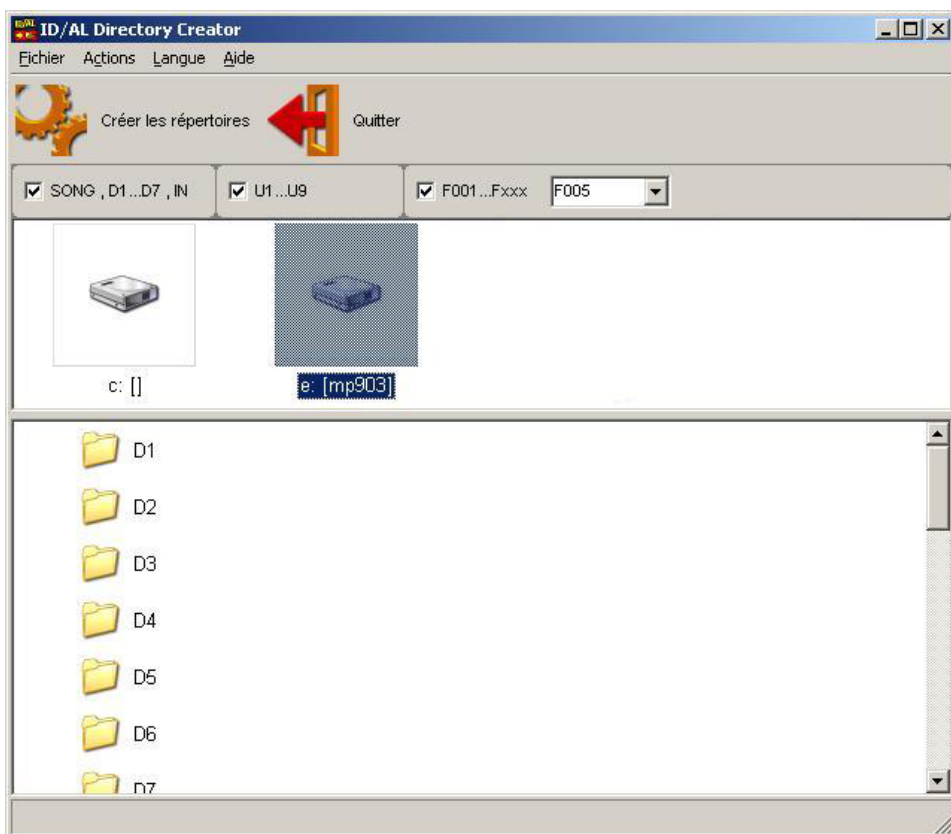 ID/AL Directory Creator
Fichier Actions Langue Aide
Créer les répertoires Quitter
SONG , D1...D7 , IN U1...U9 F001...Fxxx F005
c: [] e: [mp903]
D1
D2
D3
D4
D5
D6
D7